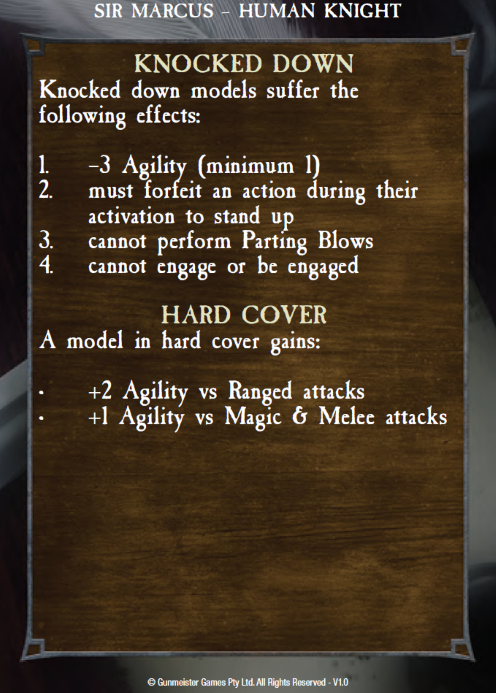 SIR MARCUS – HUMAN KNIGHT
KNOCKED DOWN
Knocked down models suffer the
following effects:
1. –3 Agility (minimum 1)
2. must forfeit an action during their
activation to stand up
3. cannot perform Parting Blows
4. cannot engage or be engaged
HARD COVER
A model in hard cover gains:
• +2 Agility vs Ranged attacks
• +1 Agility vs Magic & Melee attacks
© Gunmeister Games Pty Ltd. All Rights Reserved - V1.0